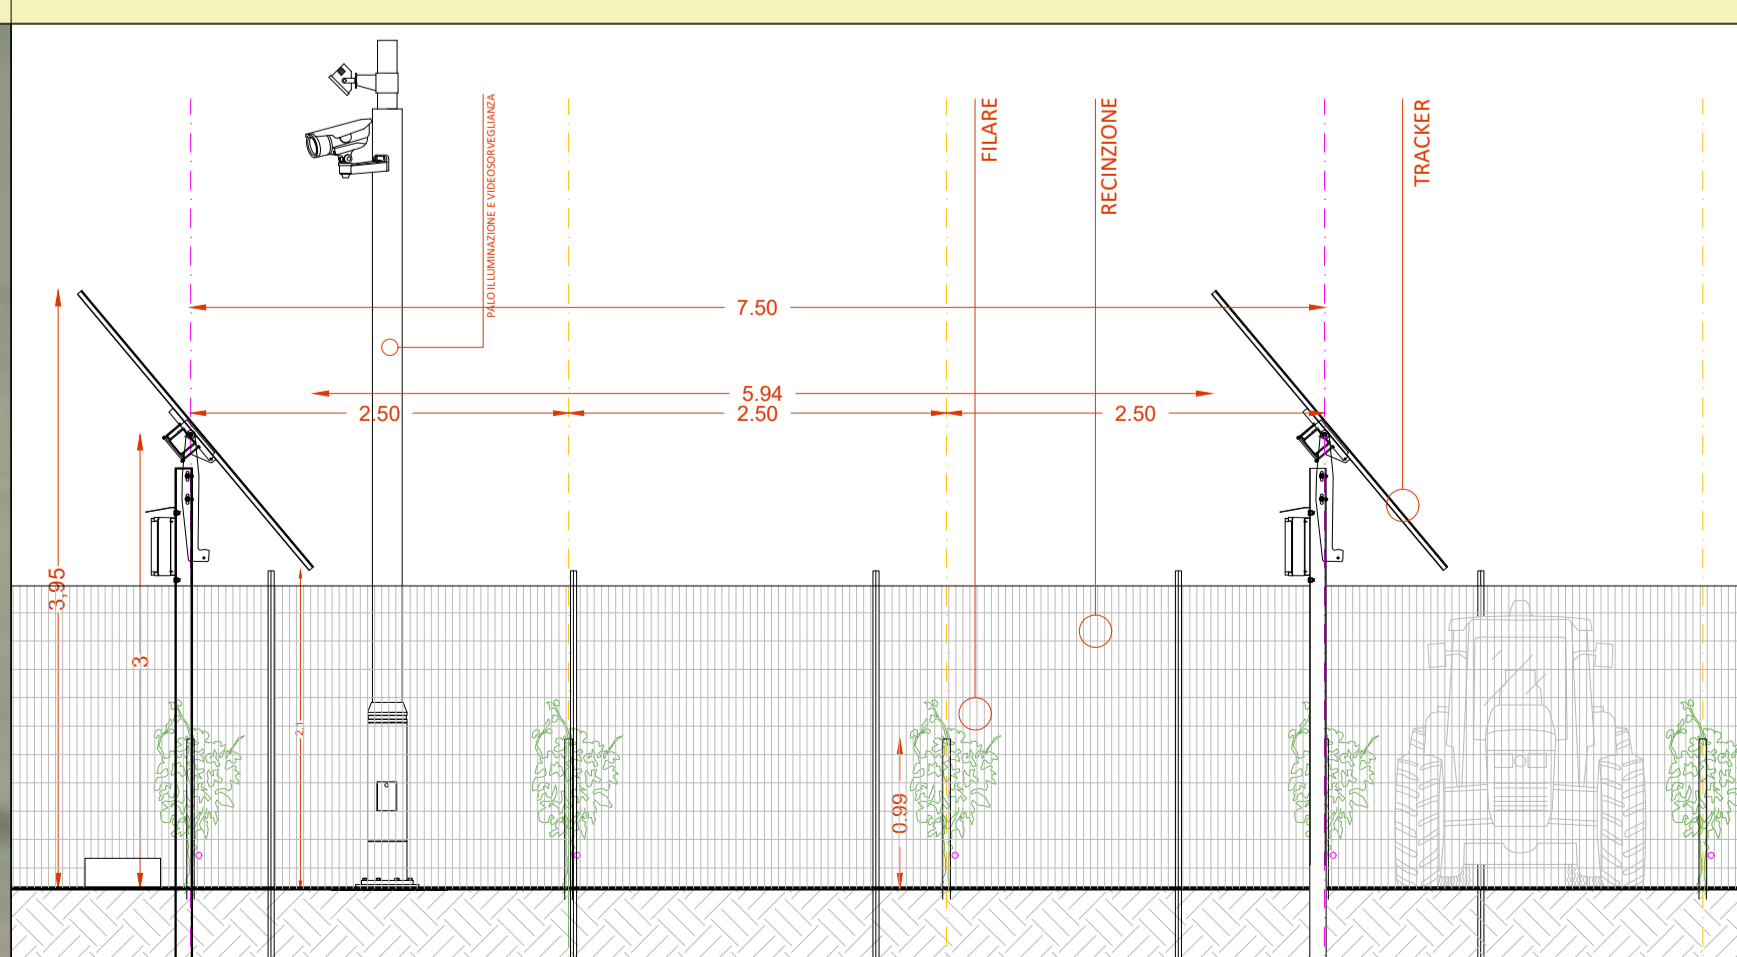 PALO ILLUMINAZIONE E VIDEOSORVEGLIANZA
FILARE
RECINZIONE
TRACKER
7.50
5.94
2.50
2.50
2.50
3,95
3
2,1
0.99